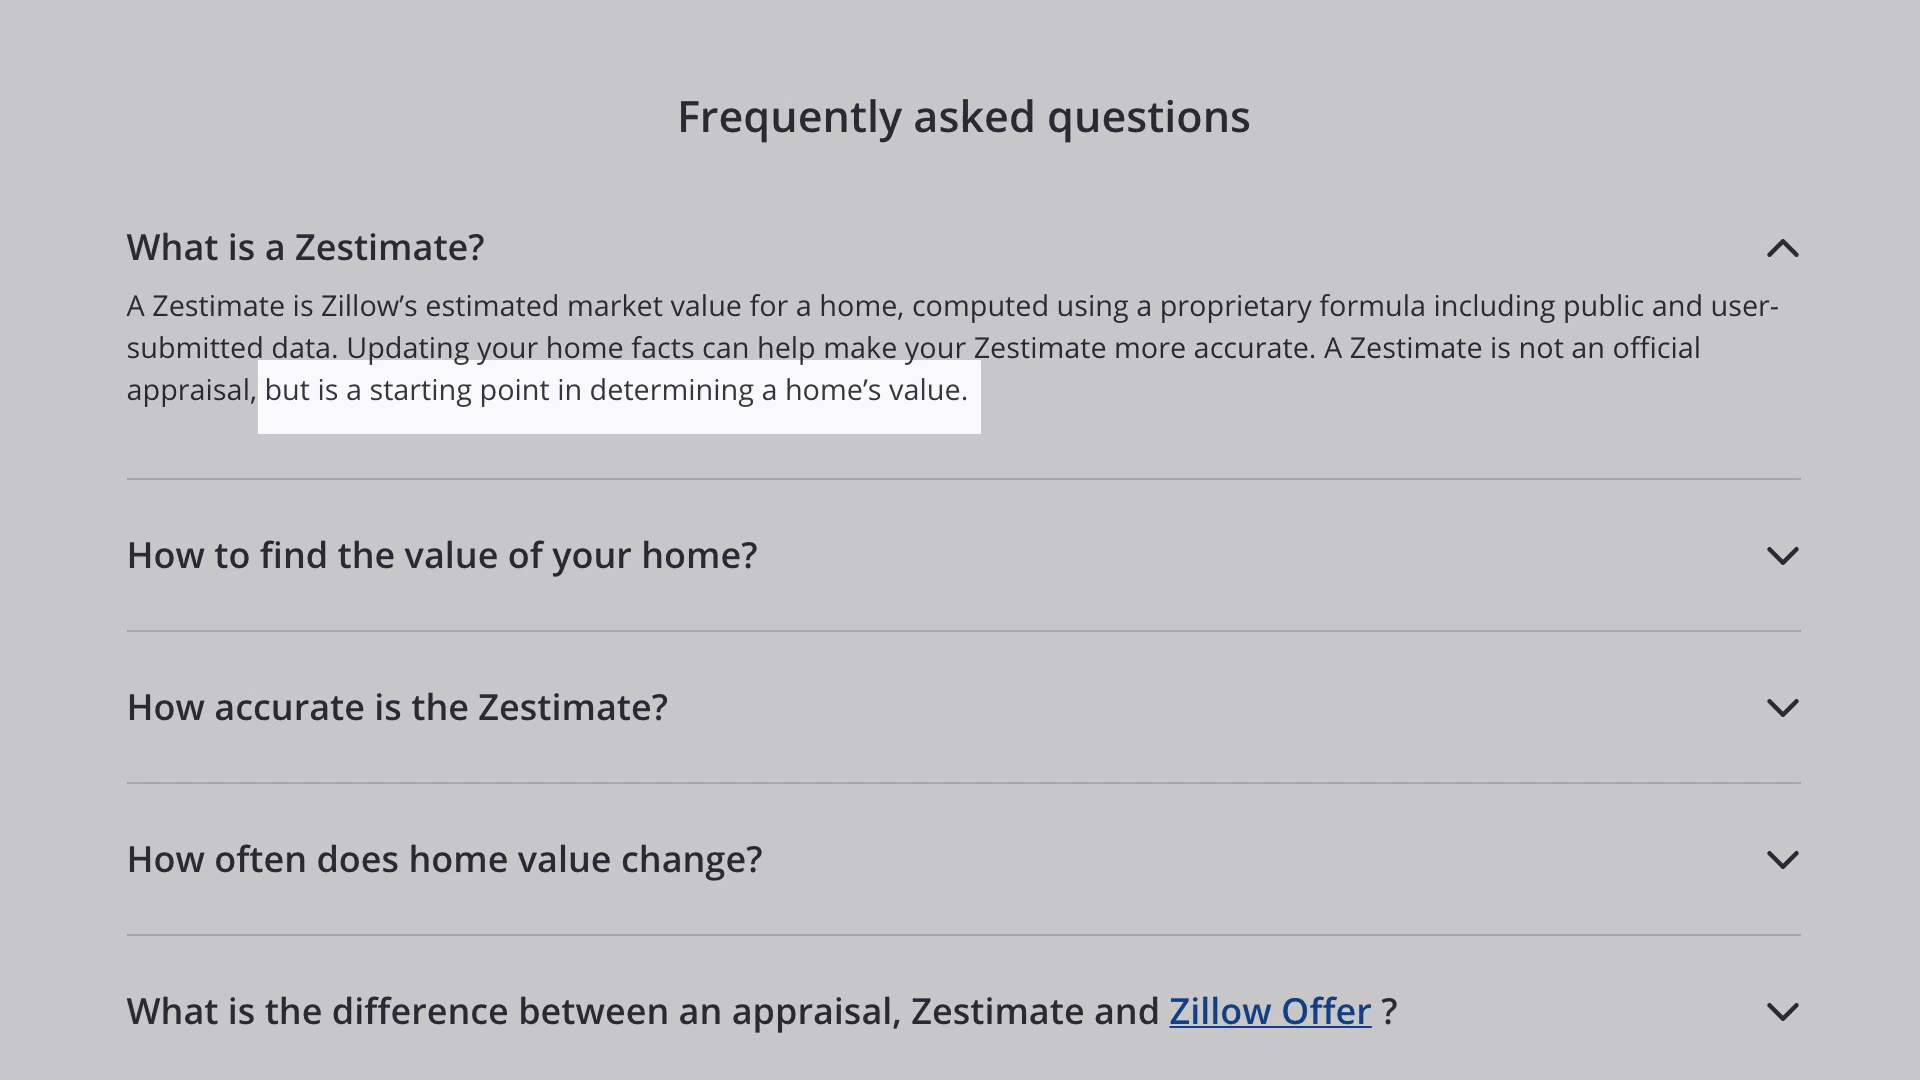 Frequently asked questions
What is a Zestimate?
A Zestimate is Zillow’s estimated market value for a home, computed using a proprietary formula including public and user-
submitted data. Updating your home facts can help make your Zestimate more accurate. A Zestimate is not an official
appraisal, but is a starting point in determining a home’s value.
How to find the value of your home?
How accurate is the Zestimate?
How often does home value change?
What is the difference between an appraisal, Zestimate and Zillow Offer ?